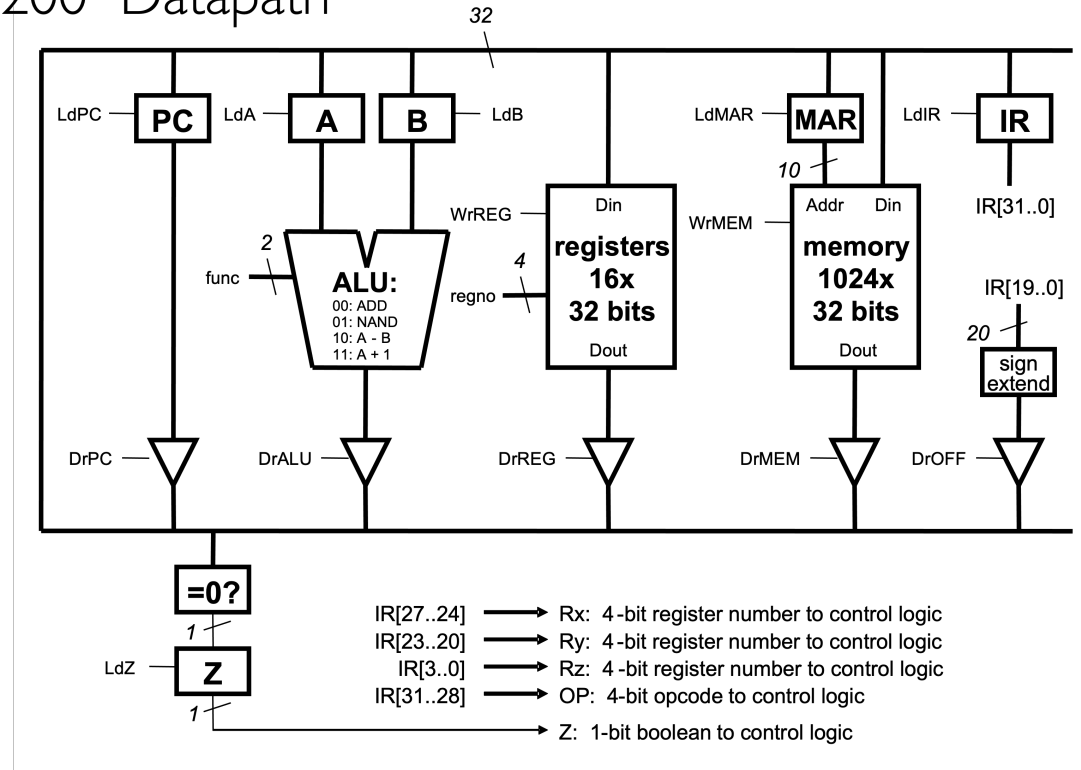 200 Datapath
32
LdPC
PC
LdA
A
B
LdB
LdMAR
MAR
LdIR
IR
10
IR[31..0]
WrREG
Din
registers
16x
32 bits
Dout
4
regno
WrMEM
Addr Din
memory
1024x
32 bits
Dout
2
func
ALU:
00: ADD
01: NAND
10: A - B
11: A + 1
IR[19..0]
20
sign
extend
DrPC
DrALU
DrREG
DrMEM
DrOFF
=0?
1
LdZ
Z
1
IR[27..24] Rx: 4-bit register number to control logic
IR[23..20] Ry: 4-bit register number to control logic
IR[3..0] Rz: 4-bit register number to control logic
IR[31..28] OP: 4-bit opcode to control logic
Z: 1-bit boolean to control logic